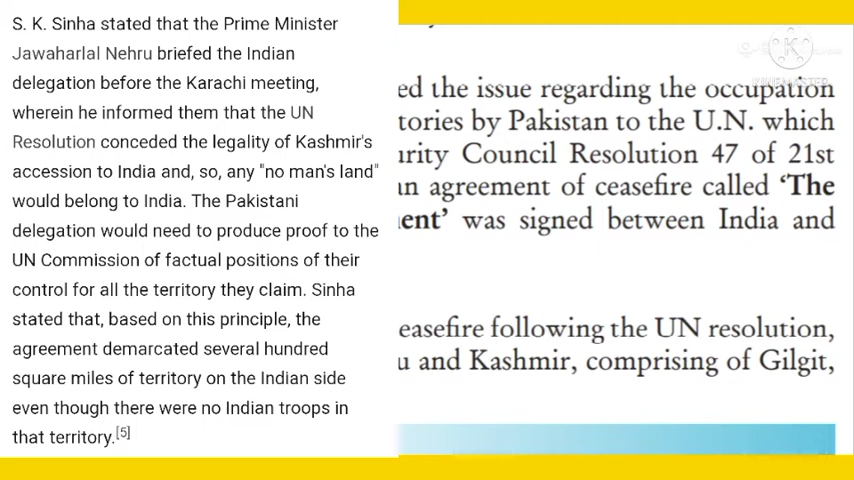 S. K. Sinha stated that the Prime Minister
Jawaharlal Nehru briefed the Indian
delegation before the Karachi meeting,
wherein he informed them that the UN
Resolution conceded the legality of Kashmir's
accession to India and, so, any "no man's land"
would belong to India. The Pakistani
delegation would need to produce proof to the
UN Commission of factual positions of their
control for all the territory they claim. Sinha
stated that, based on this principle, the
agreement demarcated several hundred
square miles of territory on the Indian side
even though there were no Indian troops in
that territory.[5]
ed the issue regarding the occupation
tories by Pakistan to the U.N. which
urity Council Resolution 47 of 21st
an agreement of ceasefire called ‘The
ent’ was signed between India and
easefire following the UN resolution,
u and Kashmir, comprising of Gilgit,
K
KINEMASTER